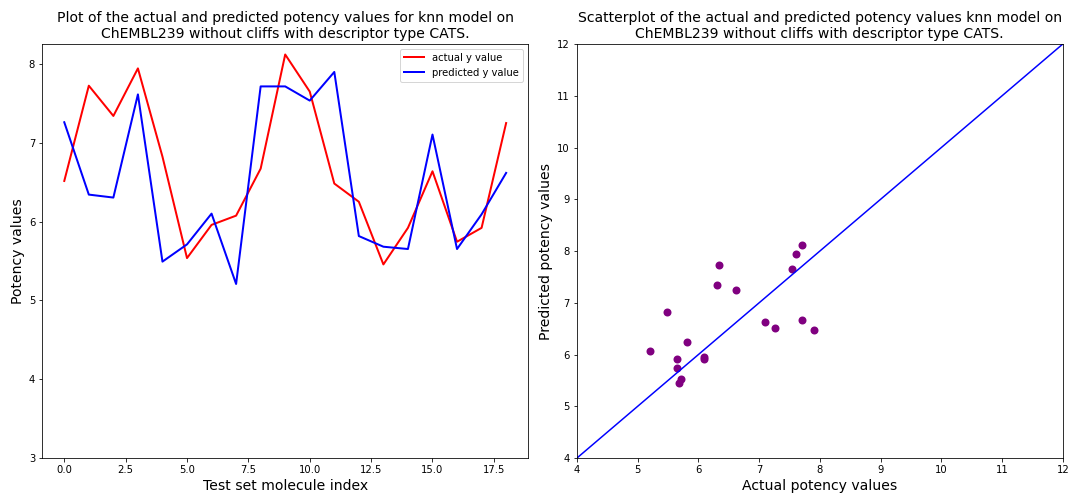 Plot of the actual and predicted potency values for knn model on
ChEMBL239 without cliffs with descriptor type CATS.
actual y value
predicted y value
Potency values
8
7
6
5
4
3
0.0 2.5 5.0 7.5 10.0 12.5 15.0 17.5
Test set molecule index
Scatterplot of the actual and predicted potency values knn model on
ChEMBL239 without cliffs with descriptor type CATS.
Predicted potency values
12
11
10
9
8
7
6
5
4
4 5 6 7 8 9 10 11 12
Actual potency values